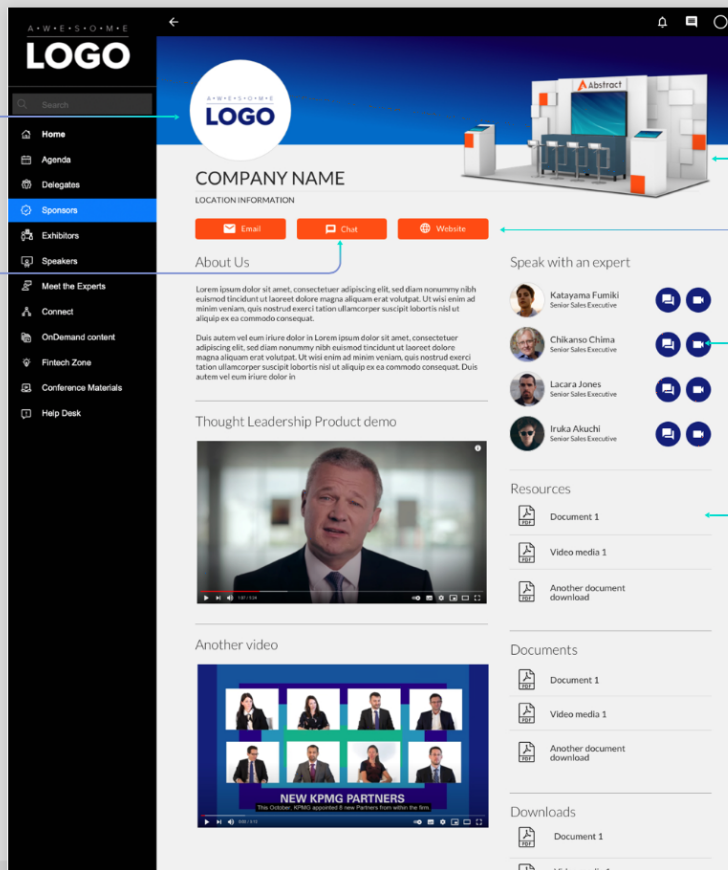 A•W•E•S•O•M•E
LOGO
Search
Home
Agenda
Delegates
Sponsors
Exhibitors
Speakers
Meet the Experts
Connect
OnDemand content
Fintech Zone
Conference Materials
Help Desk
A•W•E•S•O•M•E
LOGO
Abstract
COMPANY NAME
LOCATION INFORMATION
Email
Chat
Website
About Us
Lorem ipsum dolor sit amet, consectetuer adipiscing elit, sed diam nonummy nibh
euismod tincidunt ut laoreet dolore magna aliquam erat volutpat. Ut wisi enim ad
minim veniam, quis nostrud exerci tation ullamcorper suscipit lobortis nisl ut
aliquip ex ea commodo consequat.
Duis autem vel eum iriure dolor in Lorem ipsum dolor sit amet, consectetuer
adipiscing elit, sed diam nonummy nibh euismod tincidunt ut laoreet dolore
magna aliquam erat volutpat. Ut wisi enim ad minim veniam, quis nostrud exerci
tation ullamcorper suscipit lobortis nisl ut aliquip ex ea commodo consequat. Duis
autem vel eum iriure dolor in
Thought Leadership Product demo
Another video
NEW KPMG PARTNERS
This October, KPMG appointed 8 new Partners from within the firm
Speak with an expert
Katayama Fumiki
Senior Sales Executive
Chikanso Chima
Senior Sales Executive
Lacara Jones
Senior Sales Executive
Iruka Akuchi
Senior Sales Executive
Resources
PDF
Document 1
PDF
Video media 1
PDF
Another document
download
Documents
PDF
Document 1
PDF
Video media 1
PDF
Another document
download
Downloads
PDF
Document 1